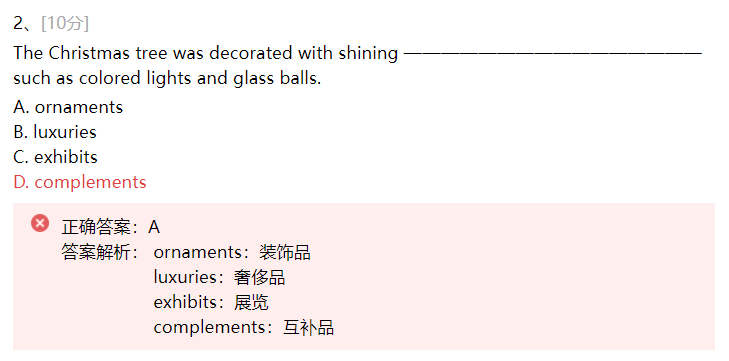 2、[10分]
The Christmas tree was decorated with shining ————————————————
such as colored lights and glass balls.
A. ornaments
B. luxuries
C. exhibits
D. complements
正确答案：A
答案解析： ornaments：装饰品
luxuries：奢侈品
exhibits：展览
complements：互补品